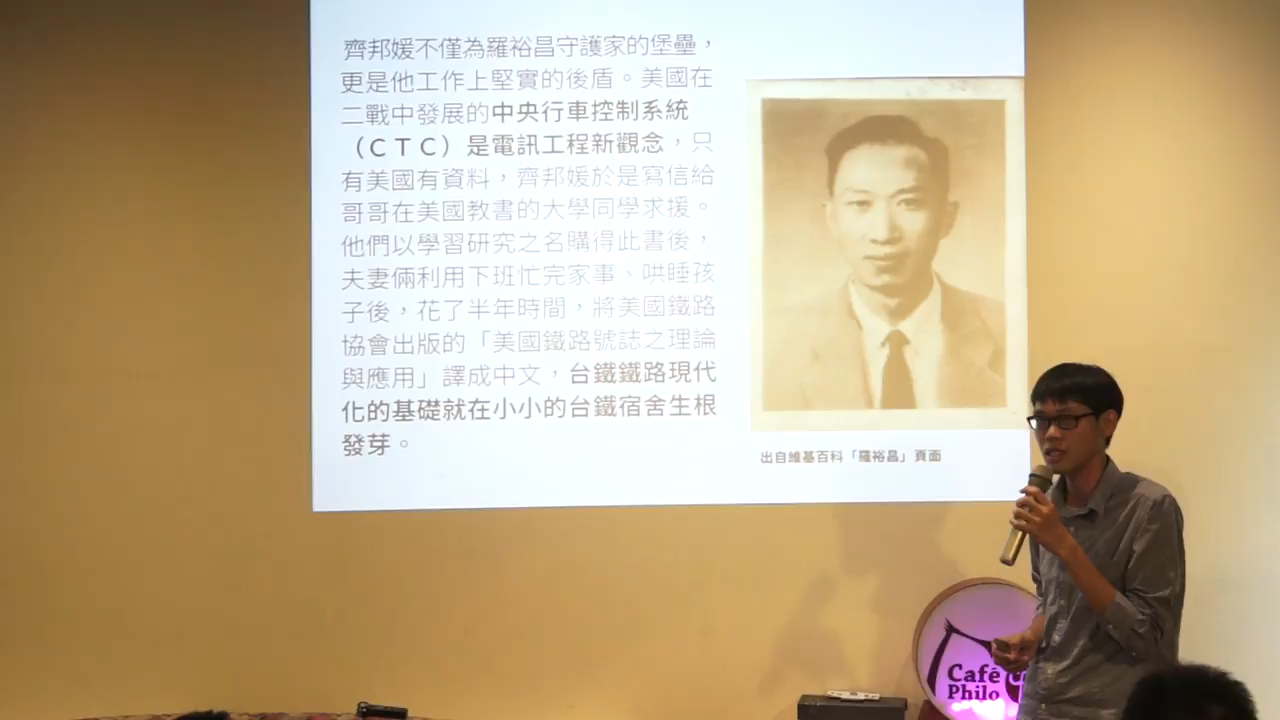 齊邦媛不僅為羅裕昌守護家的堡壘，
更是他工作上堅實的後盾。美國在
二戰中發展的中央行車控制系統
（ＣＴＣ）是電訊工程新觀念，只
有美國有資料，齊邦媛於是寫信給
哥哥在美國教書的大學同學求援。
他們以學習研究之名購得此書後，
夫妻倆利用下班忙完家事、哄睡孩
子後，花了半年時間，將美國鐵路
協會出版的「美國鐵路號誌之理論
與應用」譯成中文，台鐵鐵路現代
化的基礎就在小小的台鐵宿舍生根
發芽。
出自維基百科「羅裕昌」頁面
Café
Philo